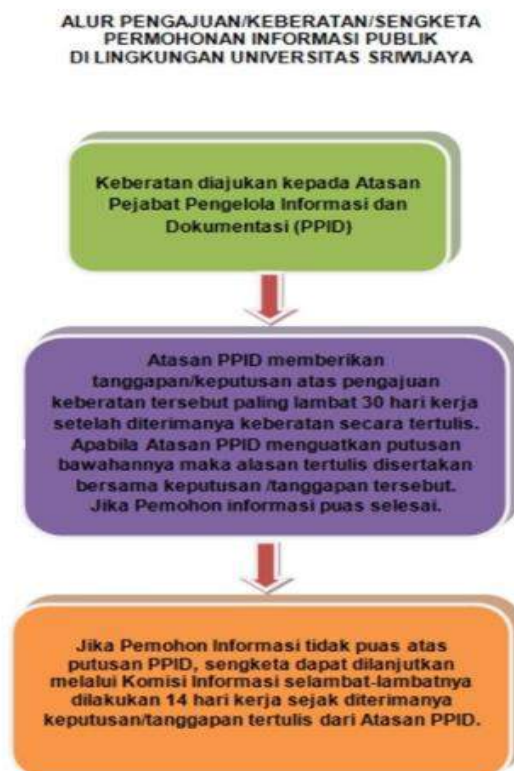 ALUR PENGAJUAN/KEBERATAN/SENGKETA
PERMOHONAN INFORMASI PUBLIK
DI LINGKUNGAN UNIVERSITAS SRIWIJAYA
Keberatan diajukan kepada Atasan
Pejabat Pengelola Informasi dan
Dokumentasi (PPID)
Atasan PPID memberikan
tanggapan/keputusan atas pengajuan
keberatan tersebut paling lambat 30 hari kerja
setelah diterimanya keberatan secara tertulis.
Apabila Atasan PPID menguatkan putusan
bawahannya maka alasan tertulis disertakan
bersama keputusan /tanggapan tersebut.
Jika Pemohon informasi puas selesai.
Jika Pemohon Informasi tidak puas atas
putusan PPID, sengketa dapat dilanjutkan
melalui Komisi Informasi selambat-lambatnya
dilakukan 14 hari kerja sejak diterimanya
keputusan/tanggapan tertulis dari Atasan PPID.